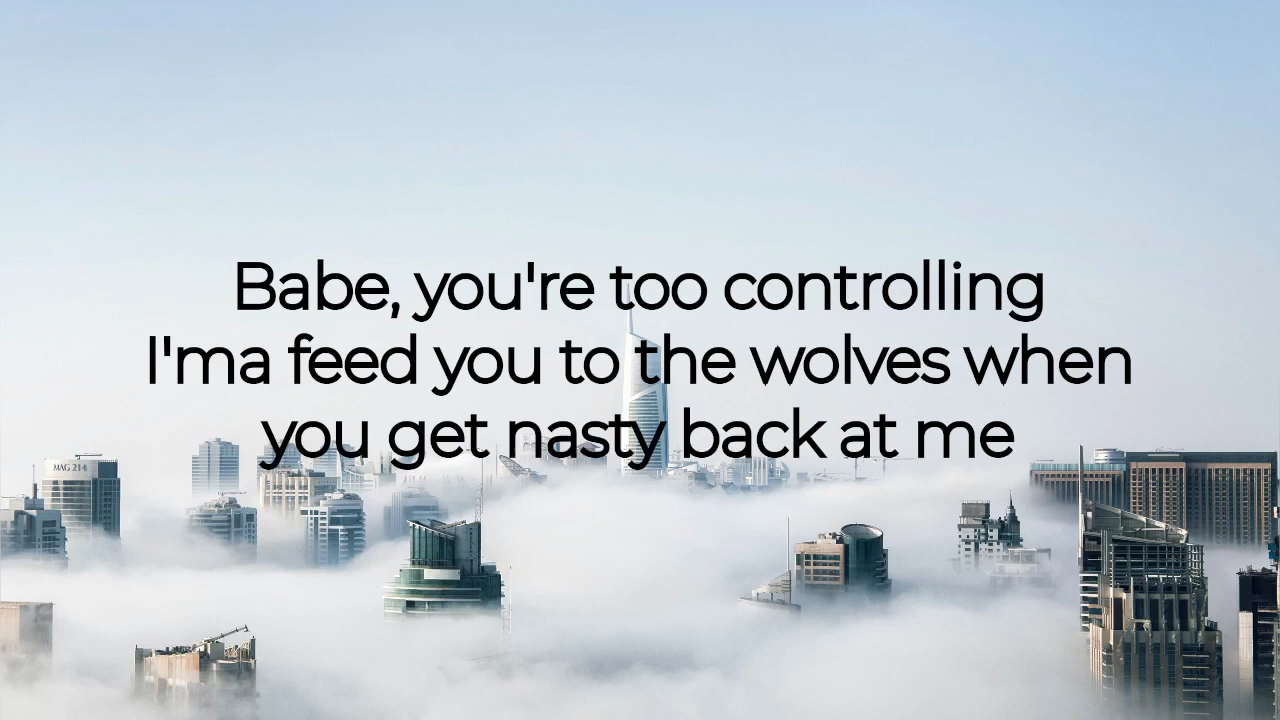 Babe, you're too controlling
I'ma feed you to the wolves when
you get nasty back at me
MAG 214